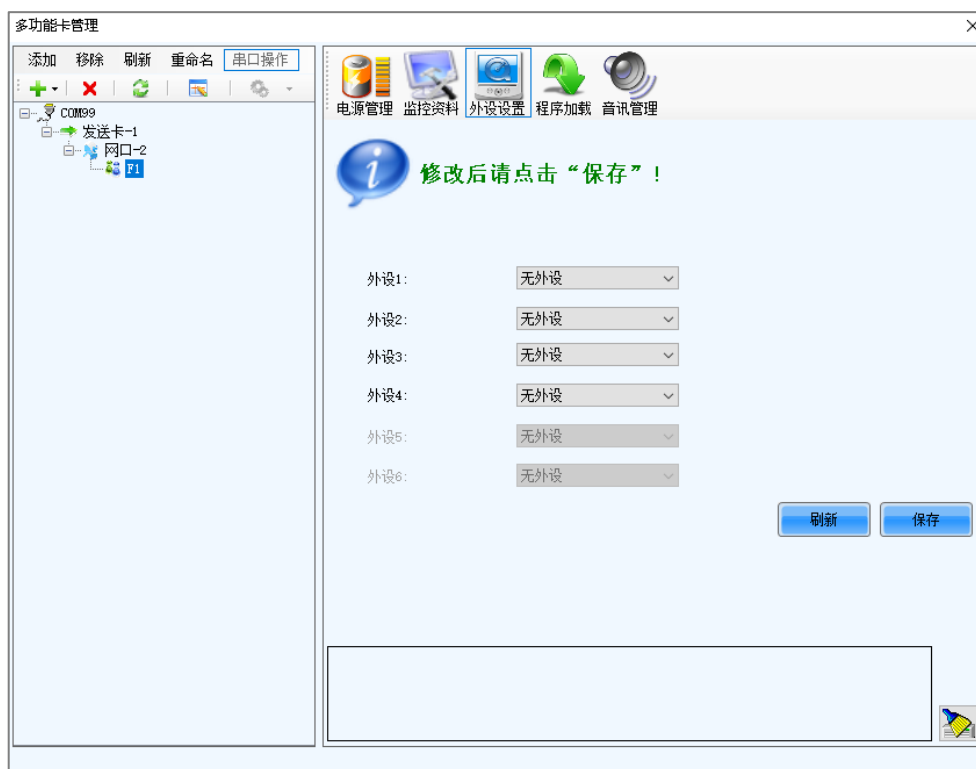 多功能卡管理
添加 移除 刷新 重命名 串口操作
COM99
发送卡-1
网口-2
F1
电源管理 监控资料 外设设置 程序加载 音讯管理
修改后请点击“保存”!
外设1: 无外设
外设2: 无外设
外设3: 无外设
外设4: 无外设
外设5: 无外设
外设6: 无外设
刷新 保存